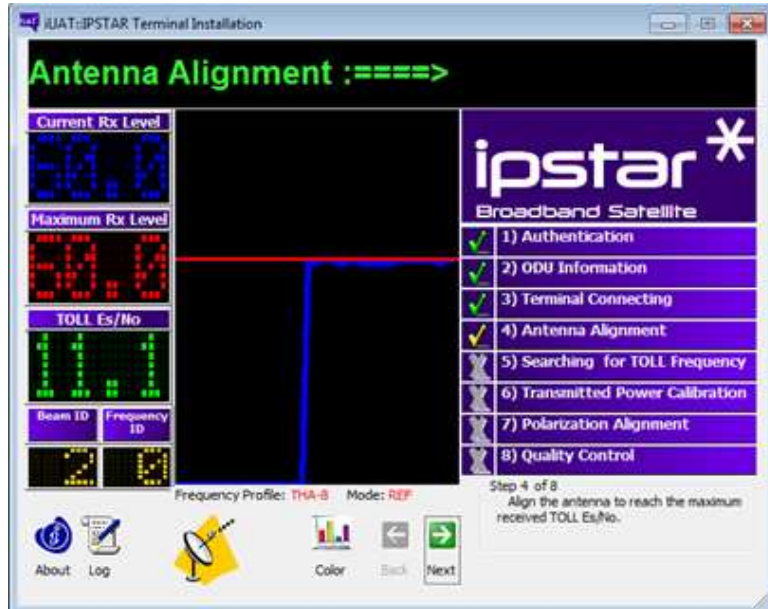 iUAT::IPSTAR Terminal Installation
Antenna Alignment :====>
Current Rx Level
60.0
Maximum Rx Level
60.0
TOLL Es/No
11.1
Beam ID
Frequency ID
2
0
ipstar
Broadband Satellite
1) Authentication
2) ODU Information
3) Terminal Connecting
4) Antenna Alignment
5) Searching for TOLL Frequency
6) Transmitted Power Calibration
7) Polarization Alignment
8) Quality Control
Frequency Profile: THA-8 Mode: REF
Step 4 of 8
Align the antenna to reach the maximum
received TOLL Es/No.
About
Log
Color
Back
Next